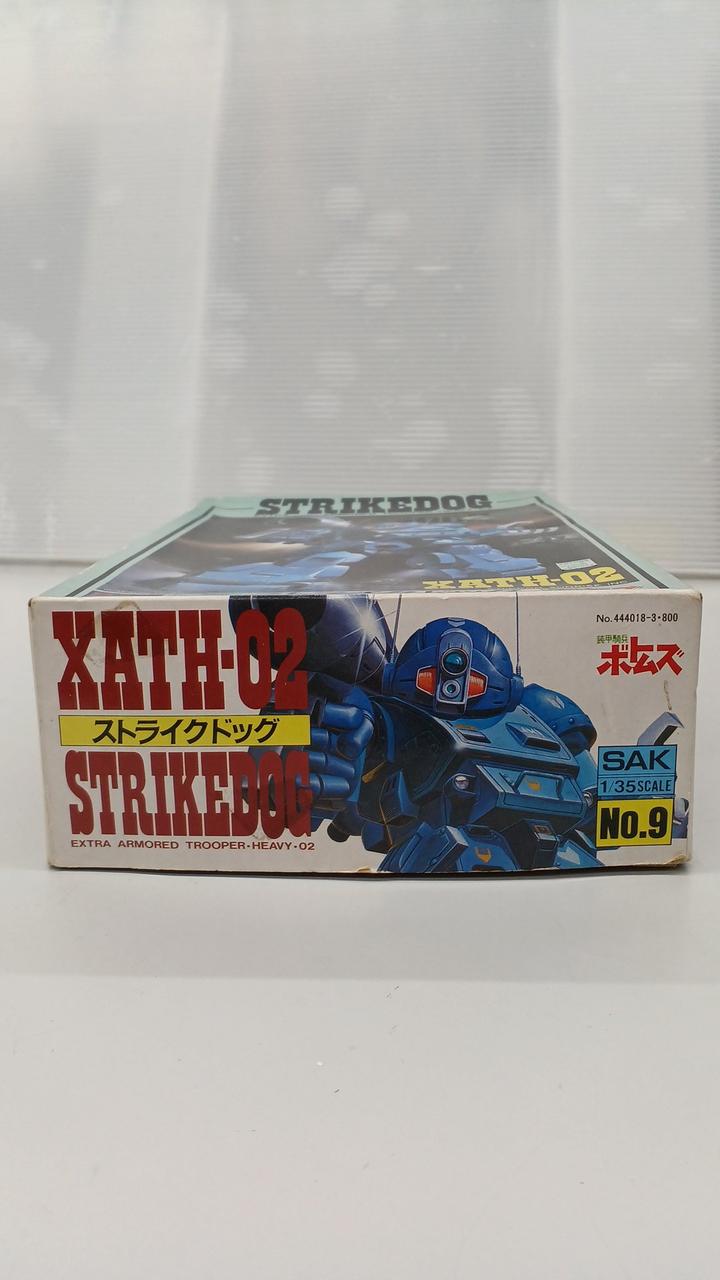 STRIKEDOG
XATH-02
XATH-02
ストライクドッグ
STRIKEDOG
EXTRA ARMORED TROOPER-HEAVY-02
No.444018-3・800
装甲騎兵
ボトムズ
SAK
1/35SCALE
No.9